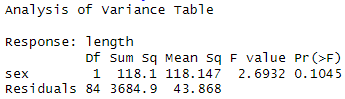 Analysis of Variance Table
Response: length
Df Sum Sq Mean Sq F value Pr(>F)
sex 1 118.1 118.147 2.6932 0.1045
Residuals 84 3684.9 43.868